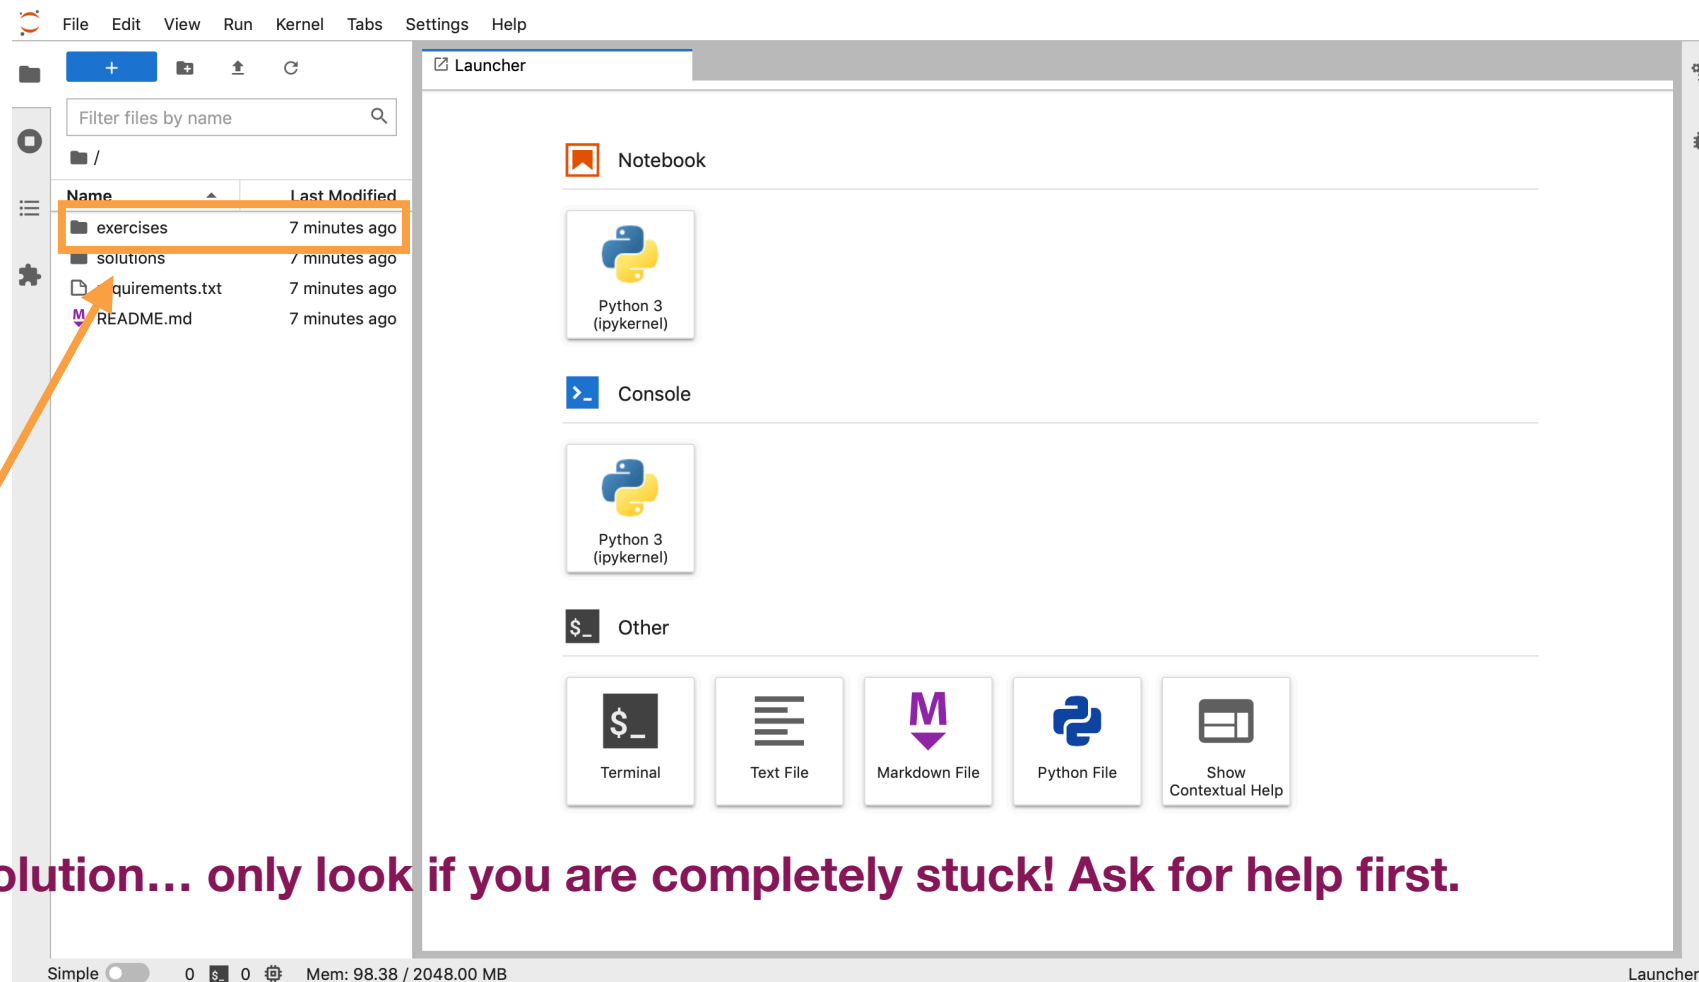 File Edit View Run Kernel Tabs Settings Help
+
Launcher
Filter files by name
/
Name Last Modified
exercises 7 minutes ago
solutions 7 minutes ago
requirements.txt 7 minutes ago
README.md 7 minutes ago
Notebook
Python 3
(ipykernel)
Console
Python 3
(ipykernel)
$_ Other
$_
Terminal
Text File
M
Markdown File
Python File
Show
Contextual Help
only look if you are completely stuck! Ask for help first.
Simple 0 $_ 0 Mem: 98.38 / 2048.00 MB
Launcher